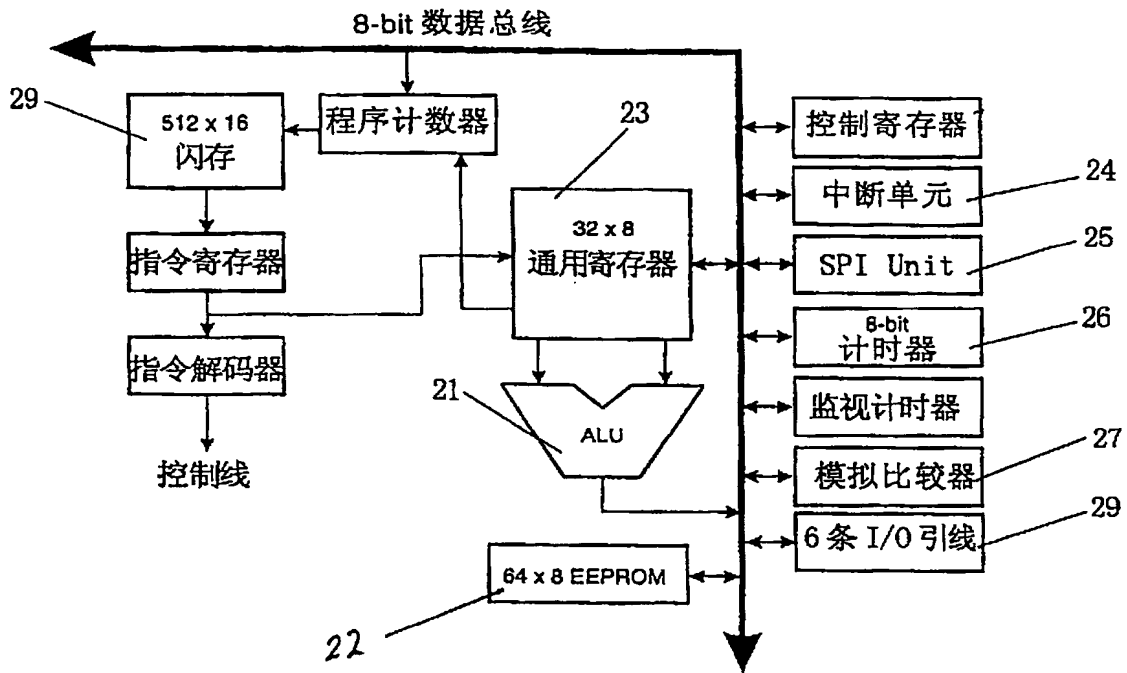 8-bit 数据总线
29
512 x 16
闪存
程序计数器
23
控制寄存器
中断单元
24
指令寄存器
32 x 8
通用寄存器
SPI Unit
25
8-bit
计时器
26
指令解码器
21
ALU
监视计时器
控制线
模拟比较器
27
6条 I/O 引线
29
64 x 8 EEPROM
22